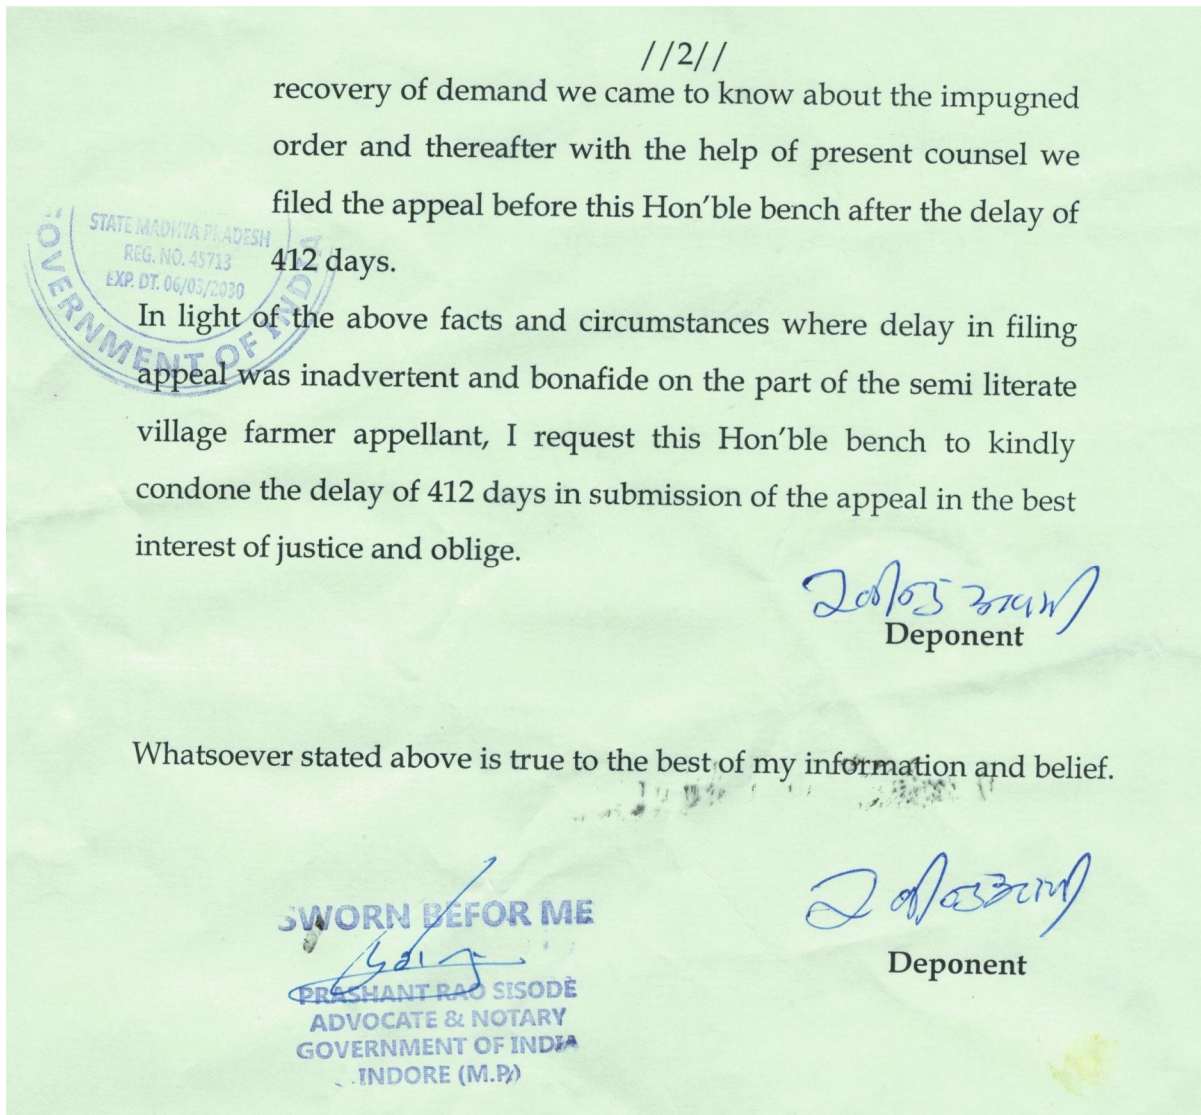 //2//
recovery of demand we came to know about the impugned
order and thereafter with the help of present counsel we
filed the appeal before this Hon'ble bench after the delay of
412 days.
STATE MADHYA PRADESH
REG. NO. 45713
EXP. DT. 06/05/2030
OVERNMENT OF INDIA
In light of the above facts and circumstances where delay in filing
appeal was inadvertent and bonafide on the part of the semi literate
village farmer appellant, I request this Hon'ble bench to kindly
condone the delay of 412 days in submission of the appeal in the best
interest of justice and oblige.
Deponent
Whatsoever stated above is true to the best of my information and belief.
SWORN BEFOR ME
PRASHANT RAO SISODE
ADVOCATE & NOTARY
GOVERNMENT OF INDIA
INDORE (M.P.)
Deponent